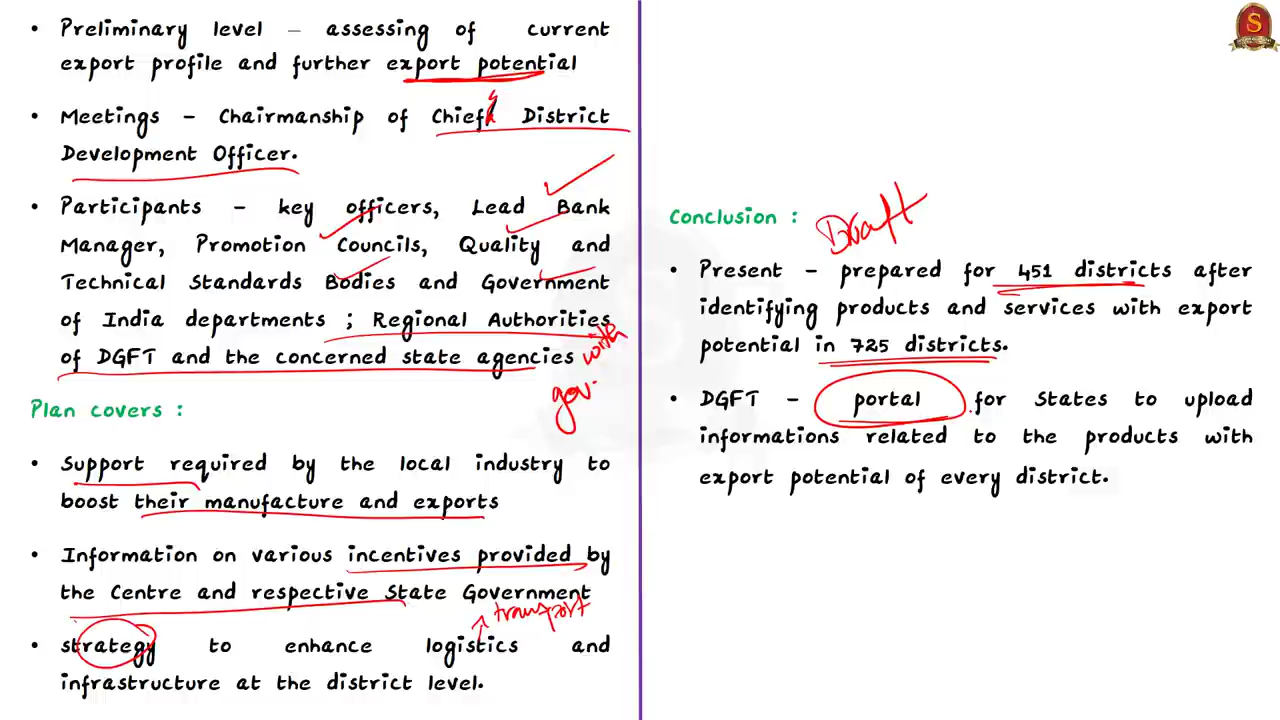 • Preliminary level – assessing of current
export profile and further export potential
• Meetings - Chairmanship of Chief District
Development Officer.
• Participants - key officers, Lead Bank
Manager, Promotion Councils, Quality and
Technical Standards Bodies and Government
of India departments ; Regional Authorities
of DGFT and the concerned state agencies with
gov.
Plan covers :
• Support required by the local industry to
boost their manufacture and exports
• Information on various incentives provided by
the Centre and respective State Government
transport
• strategy to enhance logistics and
infrastructure at the district level.
Conclusion :
Draft
• Present - prepared for 451 districts after
identifying products and services with export
potential in 725 districts.
• DGFT - portal for States to upload
informations related to the products with
export potential of every district.
S